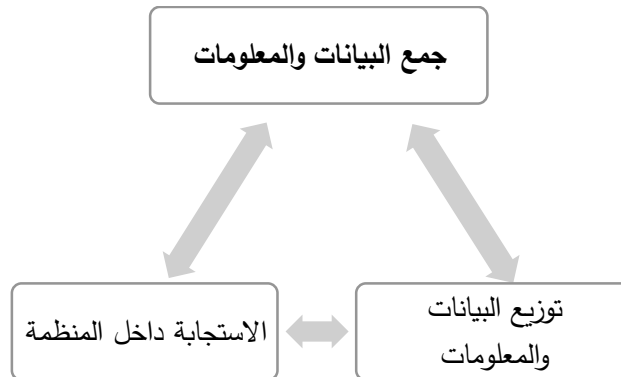 جمع البيانات والمعلومات
توزيع البيانات
والمعلومات
الاستجابة داخل المنظمة